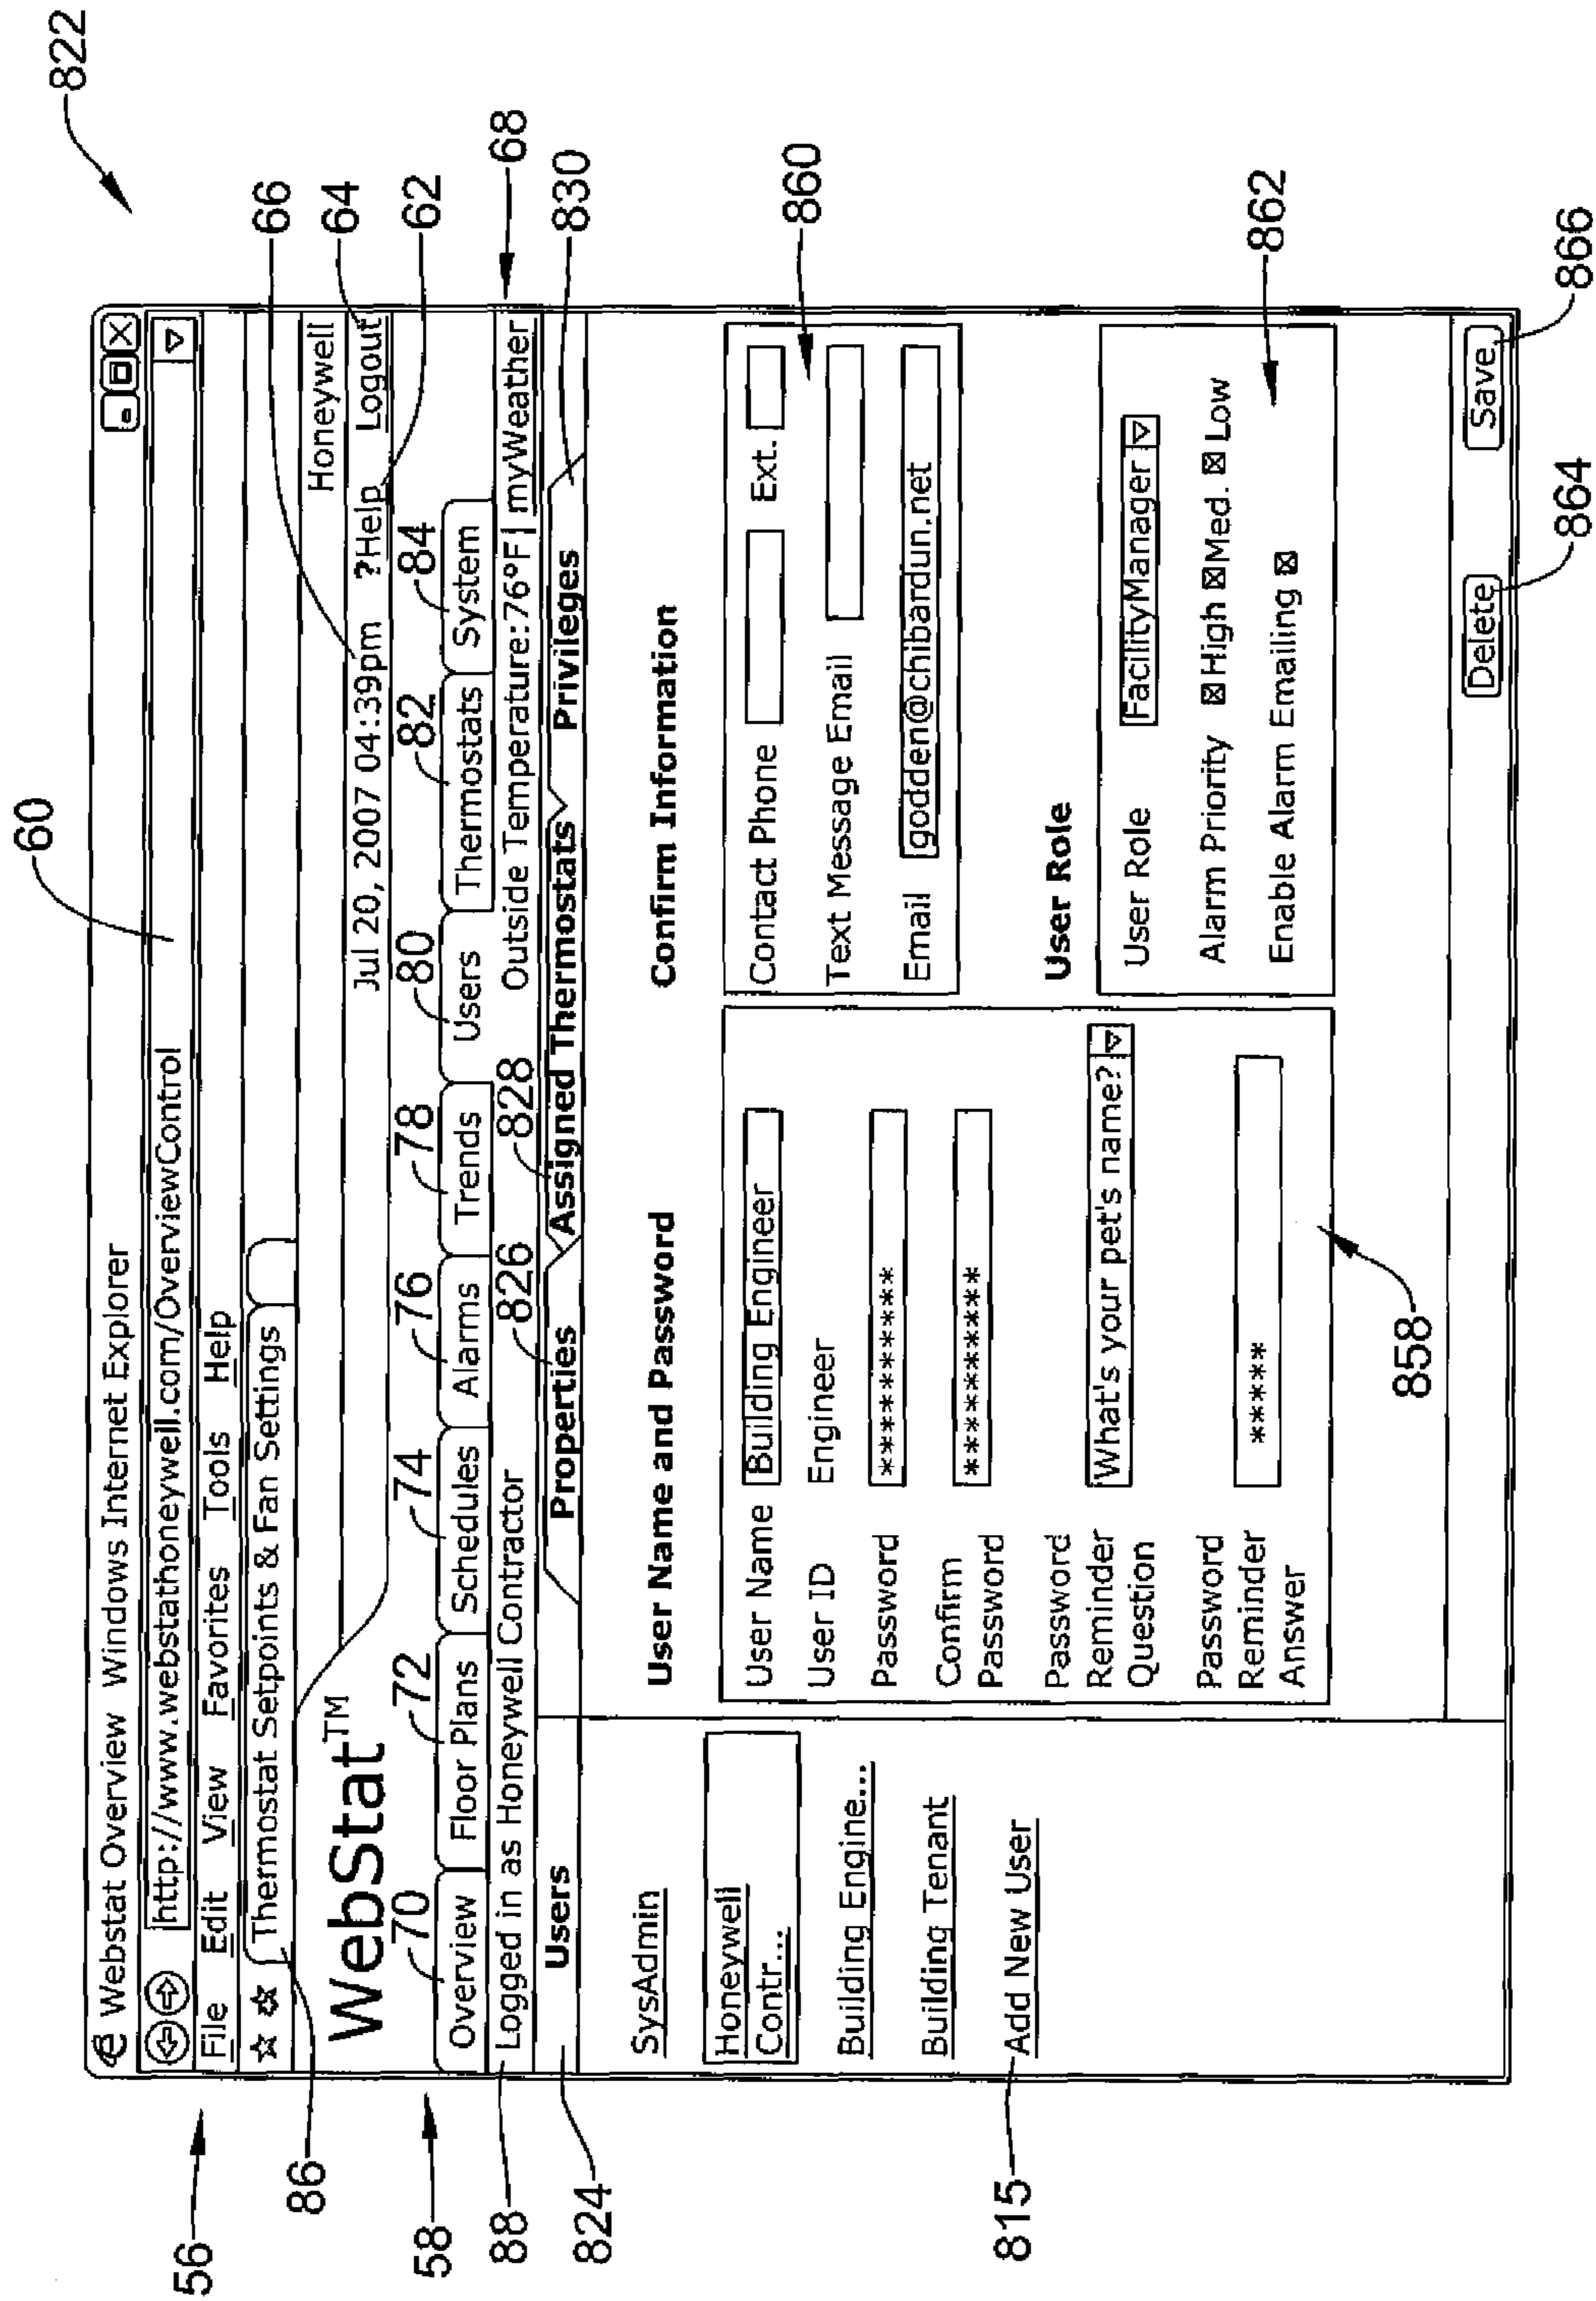 822
60
Webstat Overview Windows Internet Explorer
http://www.webstathoneywell.com/OverviewControl
56
File Edit View Favorites Tools Help
86
Thermostat Setpoints & Fan Settings
66
64
62
Honeywell
WebStat™
Jul 20, 2007 04:39pm ?Help Logout
58
70 72 74 76 78 80 82 84
68
Overview Floor Plans Schedules Alarms Trends Users Thermostats System
88
Logged in as Honeywell Contractor
Outside Temperature:76°F| myWeather
826 828 830
824
Users
Properties Assigned Thermostats Privileges
SysAdmin
Honeywell
Contr...
Building Engine...
Building Tenant
815
Add New User
User Name and Password
User Name Building Engineer
User ID Engineer
Password **********
Confirm
Password **********
Password
Reminder
Question
What's your pet's name?
Password
Reminder
Answer
*****
858
Confirm Information
Contact Phone Ext.
Text Message Email
Email godden@chibardun.net
860
User Role
User Role FacilityManager
Alarm Priority ☒High ☒Med. ☒ Low
Enable Alarm Emailing ☒
862
Delete Save
864 866